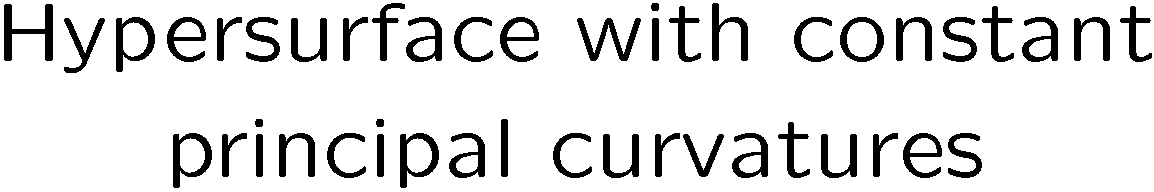 Hypersurface with constant
principal curvatures